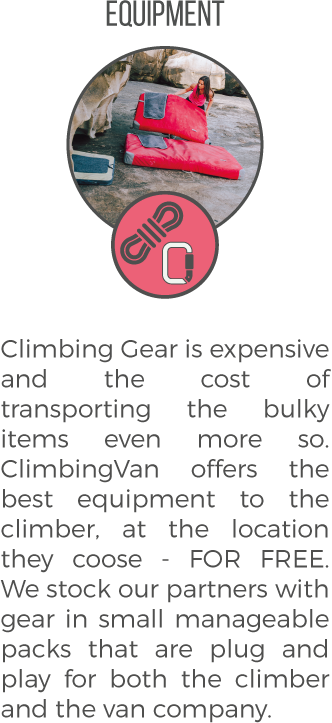 EQUIPMENT
Climbing Gear is expensive
and the cost of
transporting the bulky
items even more so.
ClimbingVan offers the
best equipment to the
climber, at the location
they coose - FOR FREE.
We stock our partners with
gear in small manageable
packs that are plug and
play for both the climber
and the van company.